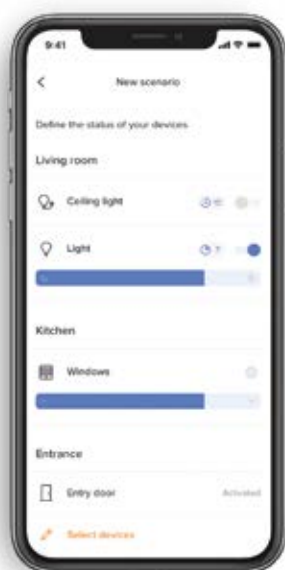 9:41
New scenario
Define the status of your devices
Living room
Ceiling light
Light
Kitchen
Windows
Entrance
Entry door Activated
Select devices